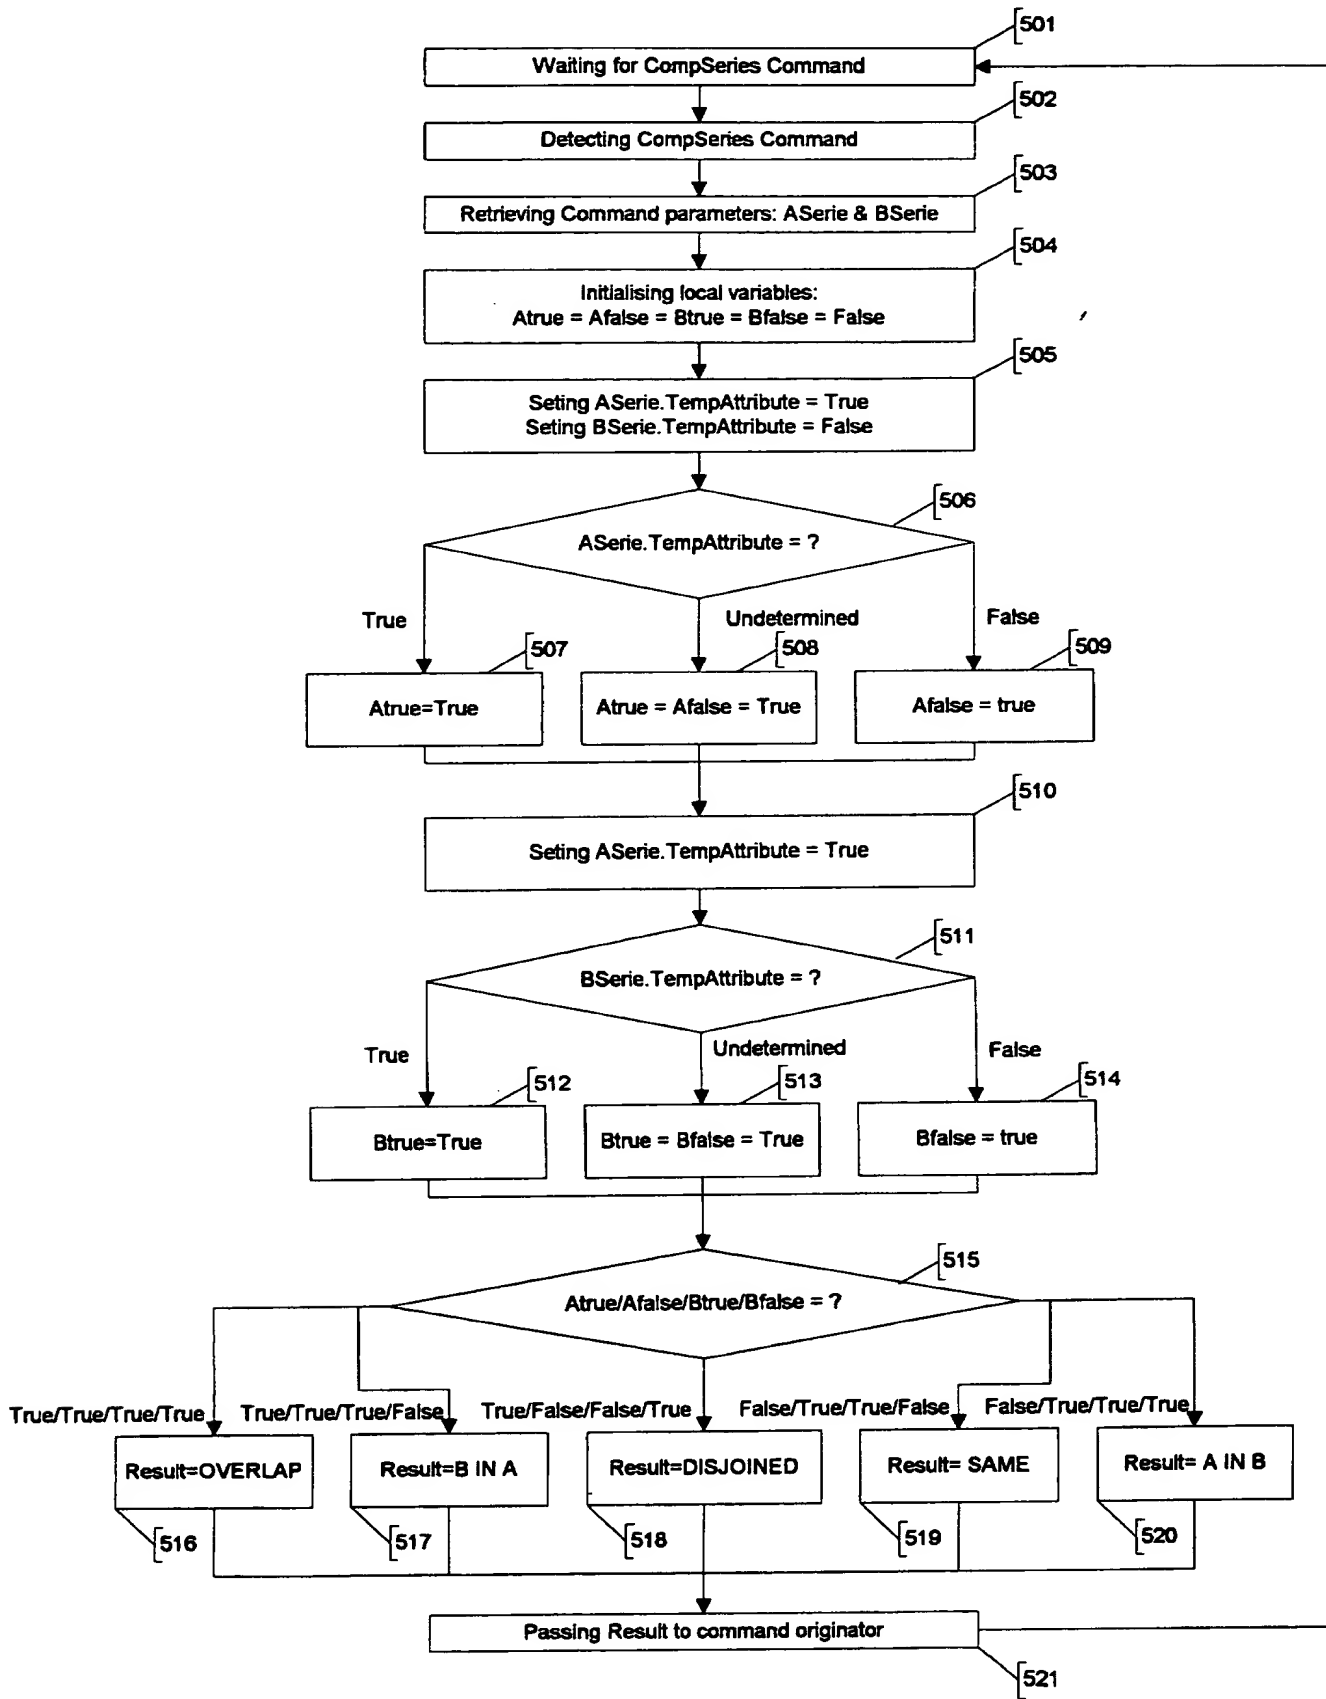 501
Waiting for CompSeries Command
502
Detecting CompSeries Command
503
Retrieving Command parameters: ASerie & BSerie
504
Initialising local variables:
Atrue = Afalse = Btrue = Bfalse = False
505
Seting ASerie.TempAttribute = True
Seting BSerie.TempAttribute = False
506
ASerie.TempAttribute = ?
True
Undetermined
False
507
508
509
Atrue=True
Atrue = Afalse = True
Afalse = true
510
Seting ASerie.TempAttribute = True
511
BSerie.TempAttribute = ?
True
Undetermined
False
512
513
514
Btrue=True
Btrue = Bfalse = True
Bfalse = true
515
Atrue/Afalse/Btrue/Bfalse = ?
True/True/True/True
True/True/True/False
True/False/False/True
False/True/True/False
False/True/True/True
Result=OVERLAP
Result=B IN A
Result=DISJOINED
Result= SAME
Result= A IN B
516
517
518
519
520
Passing Result to command originator
521